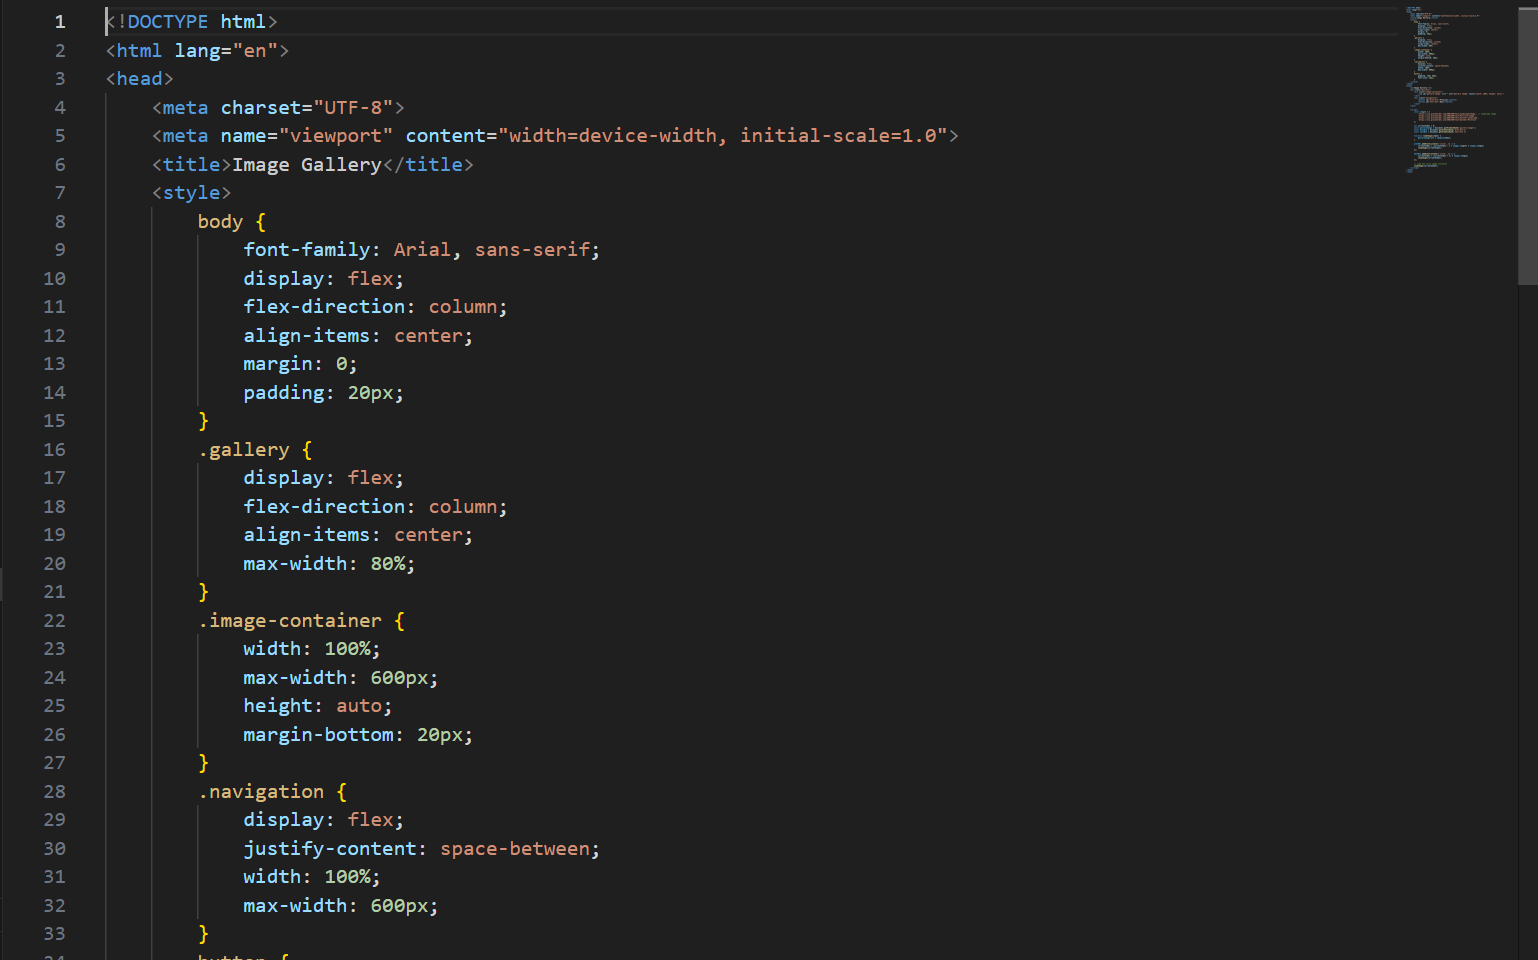 1 <!DOCTYPE html>
2 <html lang="en">
3 <head>
4 <meta charset="UTF-8">
5 <meta name="viewport" content="width=device-width, initial-scale=1.0">
6 <title>Image Gallery</title>
7 <style>
8 body {
9 font-family: Arial, sans-serif;
10 display: flex;
11 flex-direction: column;
12 align-items: center;
13 margin: 0;
14 padding: 20px;
15 }
16 .gallery {
17 display: flex;
18 flex-direction: column;
19 align-items: center;
20 max-width: 80%;
21 }
22 .image-container {
23 width: 100%;
24 max-width: 600px;
25 height: auto;
26 margin-bottom: 20px;
27 }
28 .navigation {
29 display: flex;
30 justify-content: space-between;
31 width: 100%;
32 max-width: 600px;
33 }
34 button {